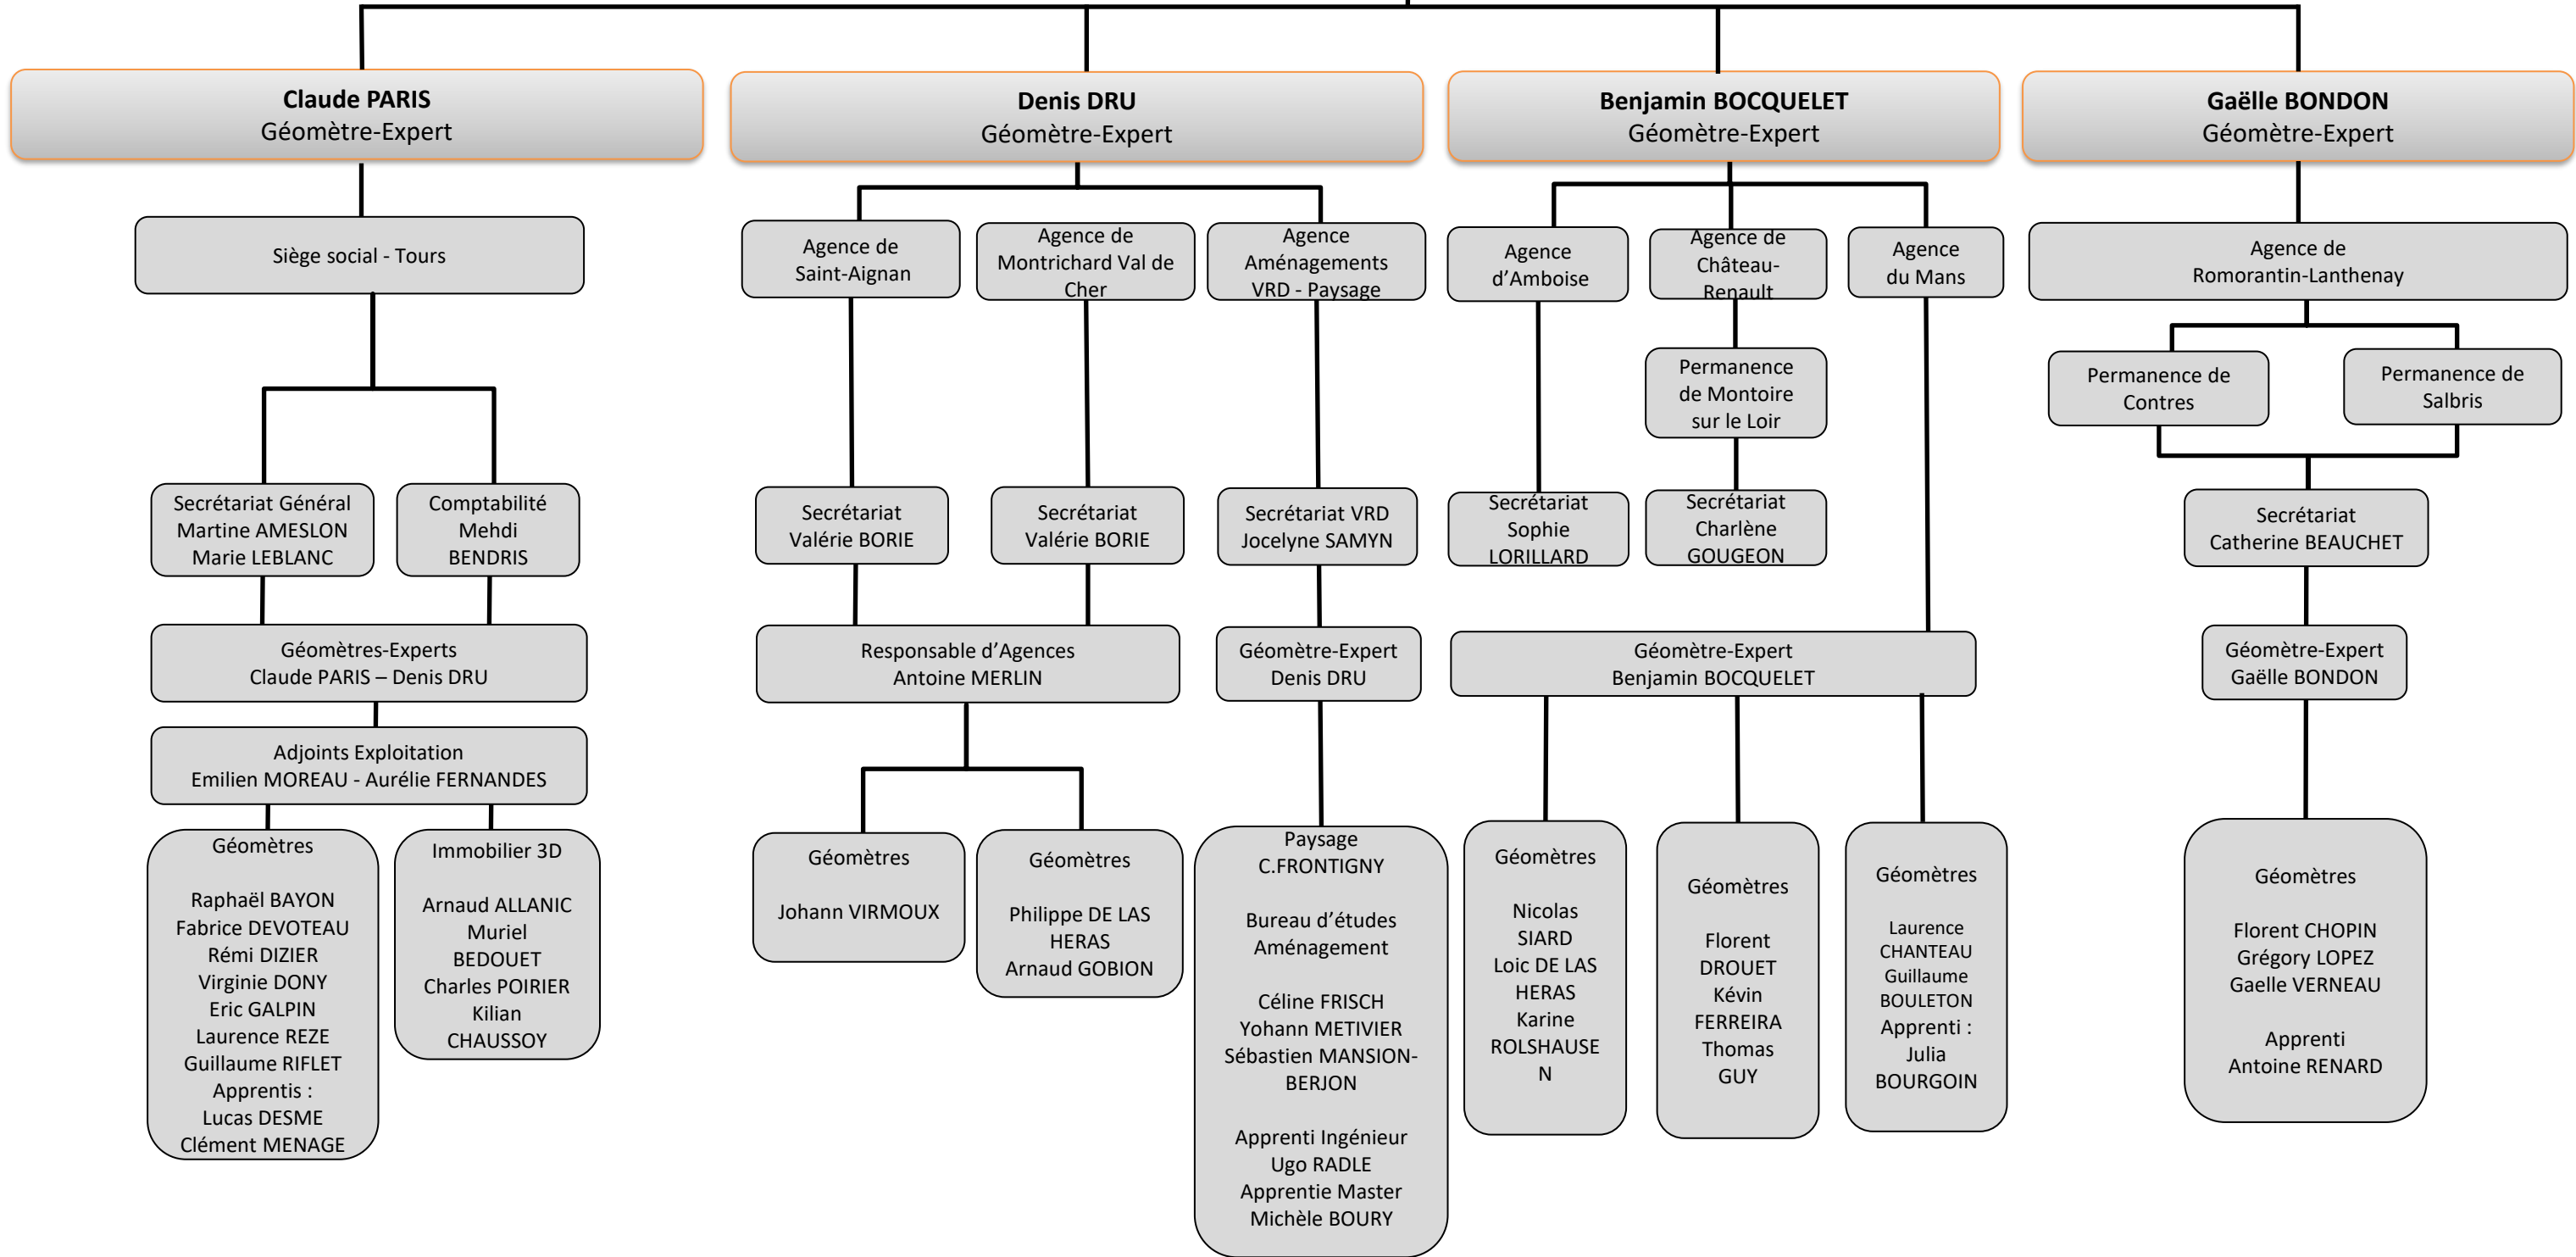 Claude PARIS
Géomètre-Expert
Denis DRU
Géomètre-Expert
Benjamin BOCQUELET
Géomètre-Expert
Gaëlle BONDON
Géomètre-Expert
Siège social - Tours
Agence de
Saint-Aignan
Agence de
Montrichard Val de
Cher
Agence
Aménagements
VRD - Paysage
Agence
d’Amboise
Agence de
Château-
Renault
Agence
du Mans
Agence de
Romorantin-Lanthenay
Permanence
de Montoire
sur le Loir
Permanence de
Contres
Permanence de
Salbris
Secrétariat Général
Martine AMESLON
Marie LEBLANC
Comptabilité
Mehdi
BENDRIS
Secrétariat
Valérie BORIE
Secrétariat
Valérie BORIE
Secrétariat VRD
Jocelyne SAMYN
Secrétariat
Sophie
LORILLARD
Secrétariat
Charlène
GOUGEON
Secrétariat
Catherine BEAUCHET
Géomètres-Experts
Claude PARIS – Denis DRU
Responsable d’Agences
Antoine MERLIN
Géomètre-Expert
Denis DRU
Géomètre-Expert
Benjamin BOCQUELET
Géomètre-Expert
Gaëlle BONDON
Adjoints Exploitation
Emilien MOREAU - Aurélie FERNANDES
Géomètres
Raphaël BAYON
Fabrice DEVOTEAU
Rémi DIZIER
Virginie DONY
Eric GALPIN
Laurence REZE
Guillaume RIFLET
Apprentis :
Lucas DESME
Clément MENAGE
Immobilier 3D
Arnaud ALLANIC
Muriel
BEDOUET
Charles POIRIER
Kilian
CHAUSSOY
Géomètres
Johann VIRMOUX
Géomètres
Philippe DE LAS
HERAS
Arnaud GOBION
Paysage
C.FRONTIGNY
Bureau d’études
Aménagement
Céline FRISCH
Yohann METIVIER
Sébastien MANSION-
BERJON
Apprenti Ingénieur
Ugo RADLE
Apprentie Master
Michèle BOURY
Géomètres
Nicolas
SIARD
Loic DE LAS
HERAS
Karine
ROLSHAUSE
N
Géomètres
Florent
DROUET
Kévin
FERREIRA
Thomas
GUY
Géomètres
Laurence
CHANTEAU
Guillaume
BOULETON
Apprenti :
Julia
BOURGOIN
Géomètres
Florent CHOPIN
Grégory LOPEZ
Gaelle VERNEAU
Apprenti
Antoine RENARD